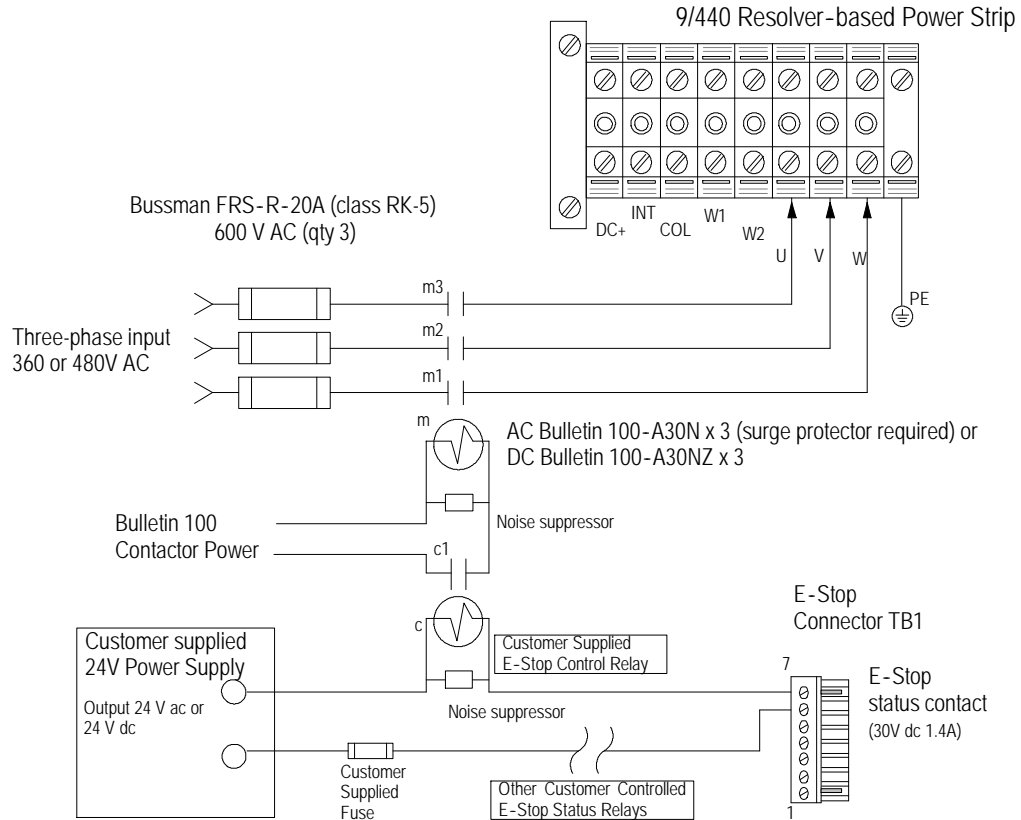 9/440 Resolver-based Power Strip
DC+
INT
COL
W1
W2
U
V
W
PE
Bussman FRS-R-20A (class RK-5)
600 V AC (qty 3)
Three-phase input
360 or 480V AC
m3
m2
m1
m
AC Bulletin 100-A30N x 3 (surge protector required) or
DC Bulletin 100-A30NZ x 3
Noise suppressor
Bulletin 100
Contactor Power
c1
c
Customer Supplied
E-Stop Control Relay
Noise suppressor
E-Stop
Connector TB1
7
E-Stop
status contact
(30V dc 1.4A)
1
Customer supplied
24V Power Supply
Output 24 V ac or
24 V dc
Customer
Supplied
Fuse
Other Customer Controlled
E-Stop Status Relays